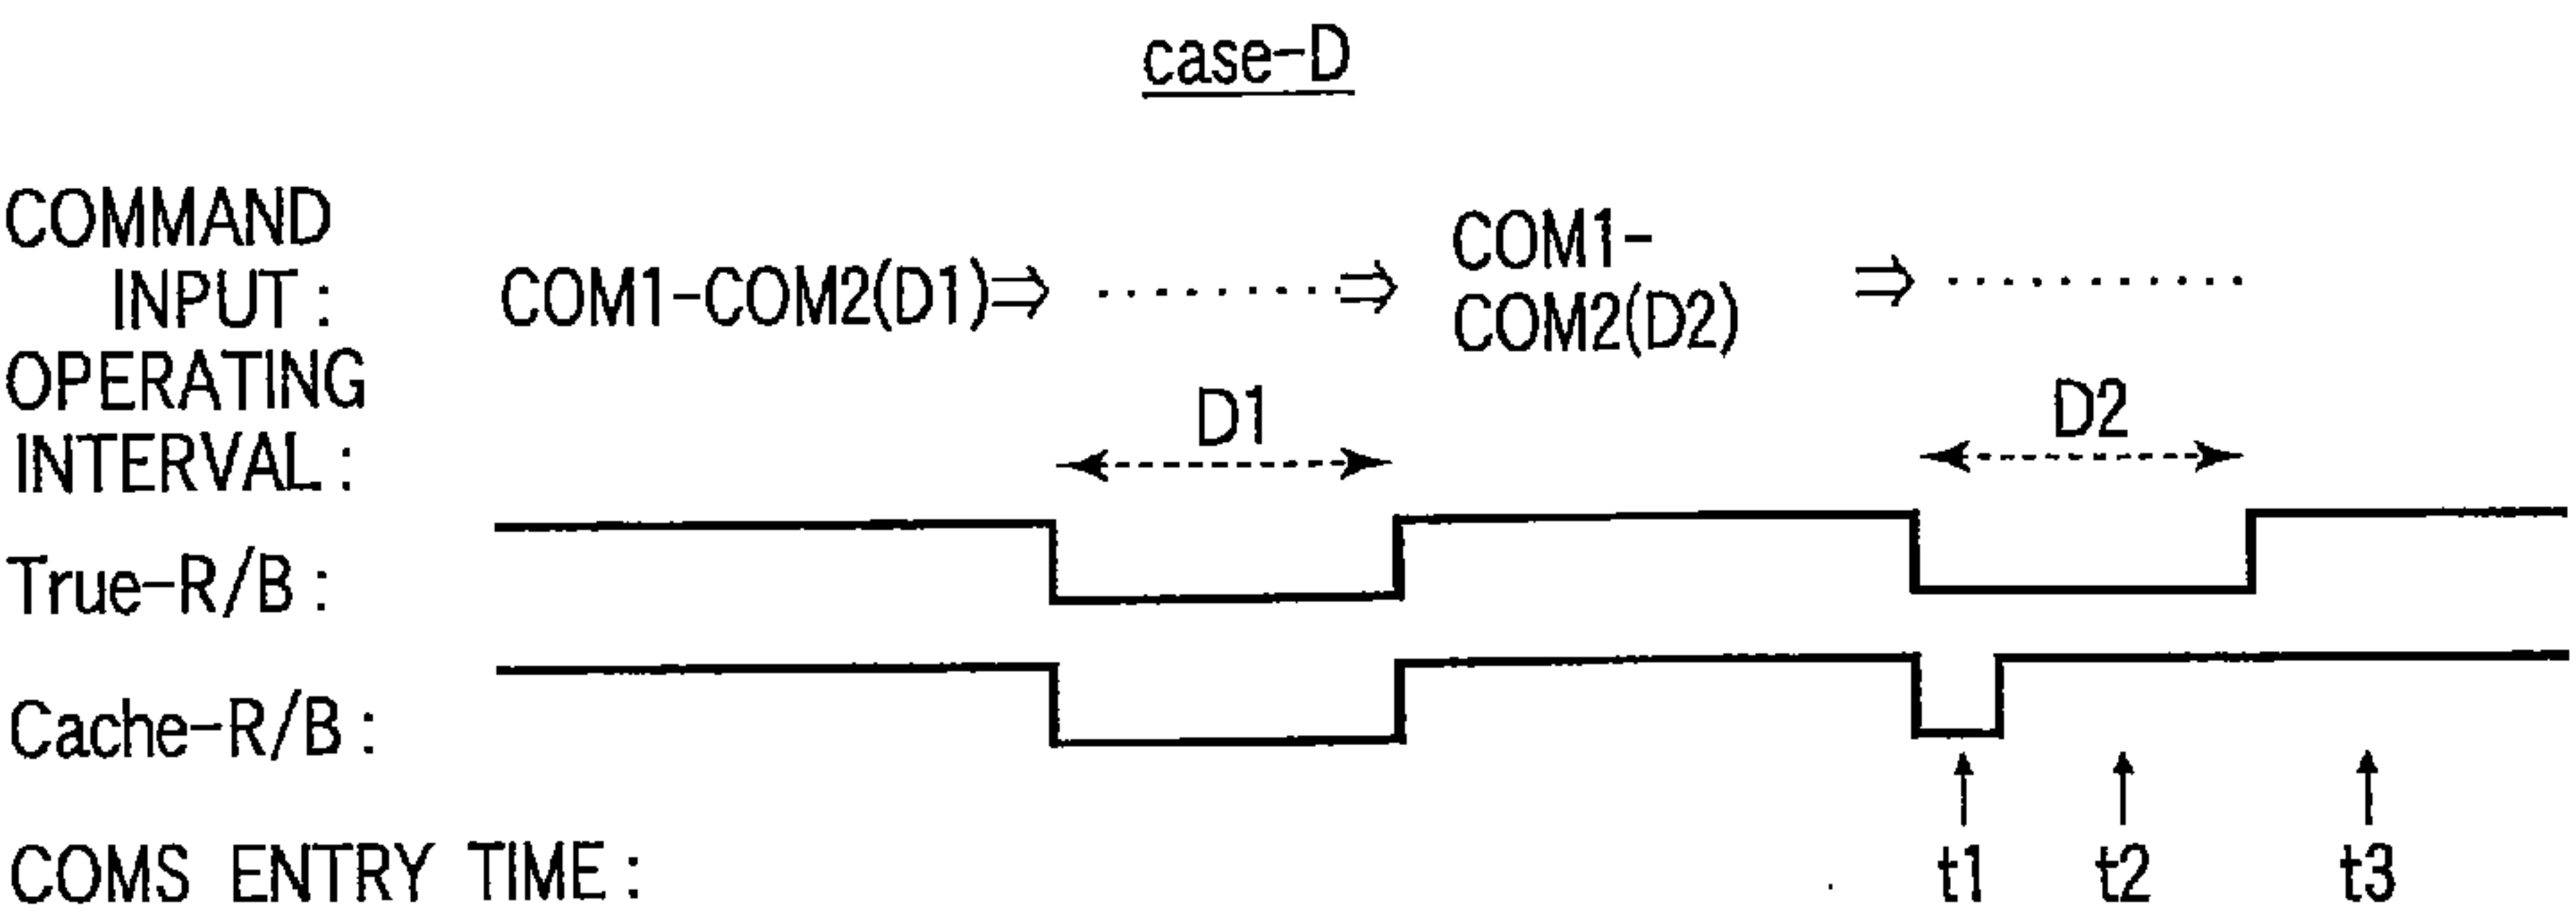 case-D
COMMAND
INPUT :
COM1-COM2(D1)⇒ ········⇒
COM1-
COM2(D2)
⇒ ···········
OPERATING
INTERVAL :
D1
D2
True-R/B :
Cache-R/B :
COMS ENTRY TIME :
t1 t2 t3